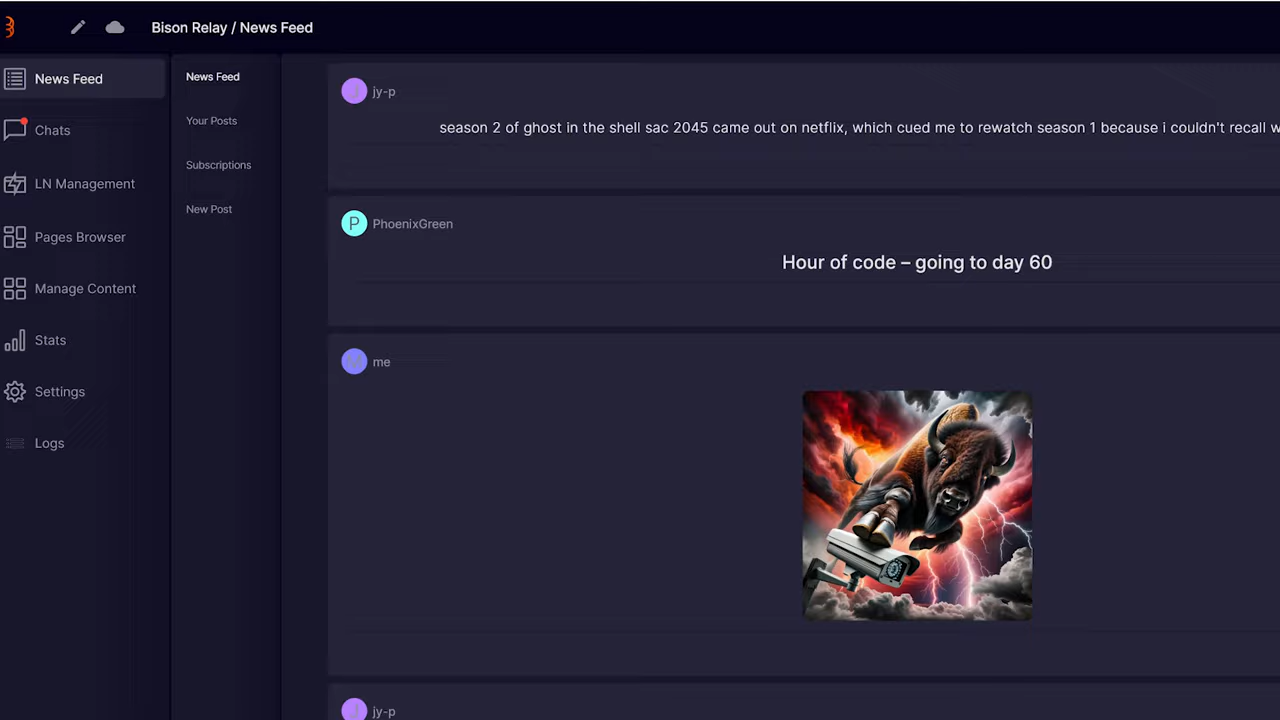 Bison Relay / News Feed
News Feed
Chats
LN Management
Pages Browser
Manage Content
Stats
Settings
Logs
News Feed
Your Posts
Subscriptions
New Post
J jy-p
season 2 of ghost in the shell sac 2045 came out on netflix, which cued me to rewatch season 1 because i couldn't recall w
P PhoenixGreen
Hour of code – going to day 60
M me
J jy-p